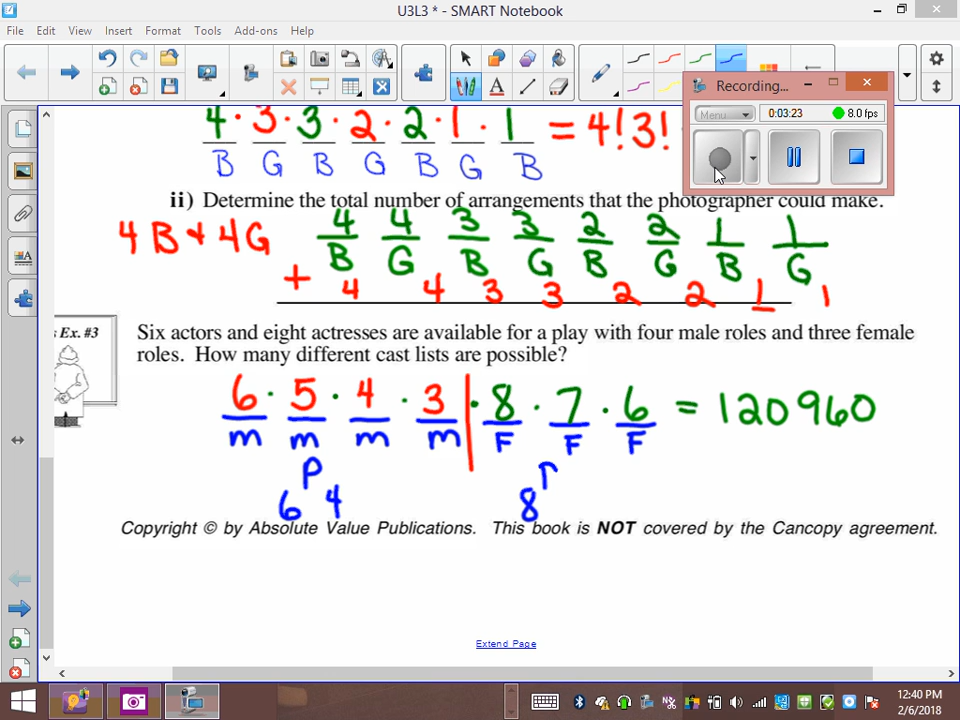 U3L3 * - SMART Notebook
File Edit View Insert Format Tools Add-ons Help
Recording...
Menu 0:03:23 8.0 fps
4 · 3 · 3 · 2 · 2 · 1 · 1 = 4! 3!
B G B G B G B
ii) Determine the total number of arrangements that the photographer could make.
4 B + 4G 4 4 3 3 2 2 1 1
B G B G B G B G
+ 4 4 3 3 2 2 1 1
s Ex. #3
Six actors and eight actresses are available for a play with four male roles and three female
roles. How many different cast lists are possible?
6 · 5 · 4 · 3 · 8 · 7 · 6 = 120960
m m m m F F F
P
6 4 8
Copyright © by Absolute Value Publications. This book is NOT covered by the Cancopy agreement.
Extend Page
12:40 PM
2/6/2018